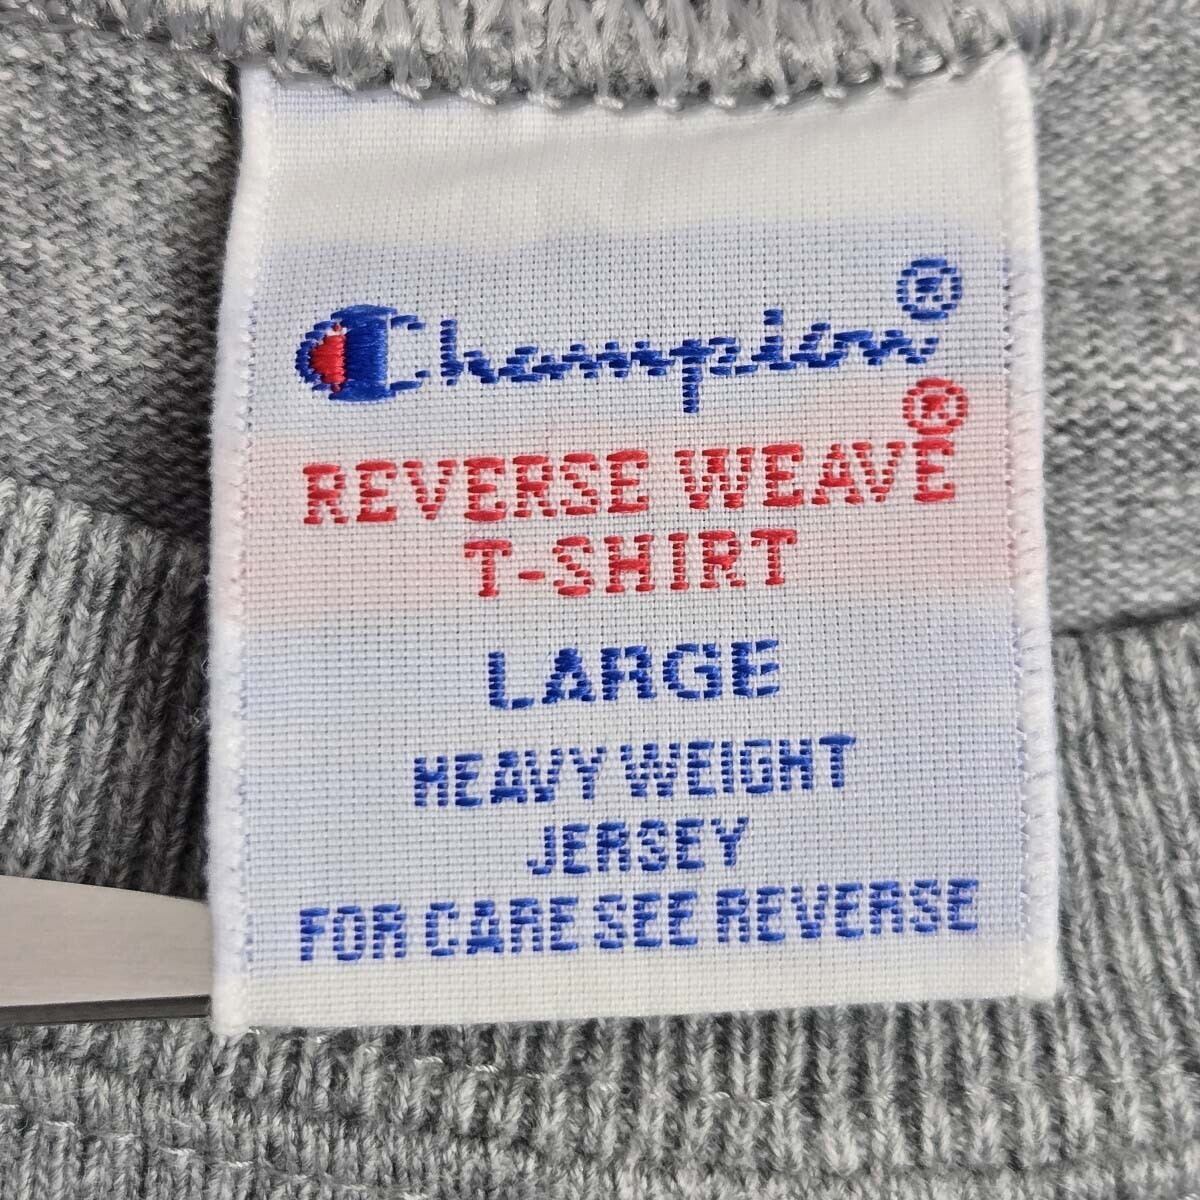 Champion®
REVERSE WEAVE®
T-SHIRT
LARGE
HEAVY WEIGHT
JERSEY
FOR CARE SEE REVERSE